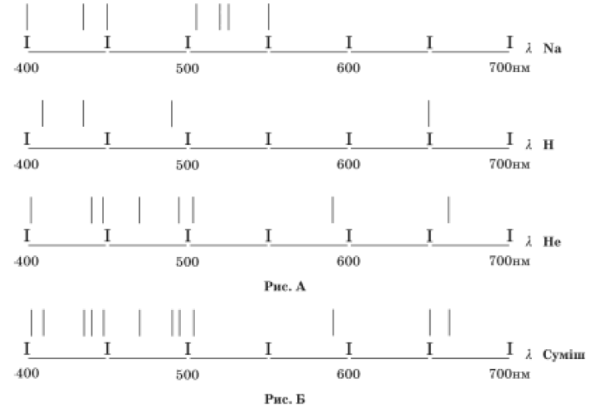 λ Na
400 500 600 700нм
λ H
400 500 600 700нм
λ He
400 500 600 700нм
Рис. А
λ Суміш
400 500 600 700нм
Рис. Б